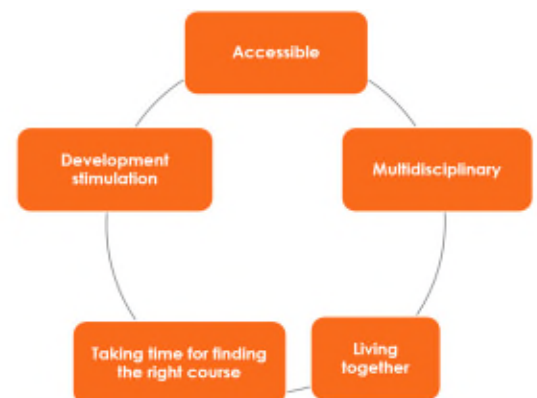 Accessible
Multidisciplinary
Living
together
Taking time for finding
the right course
Development
stimulation